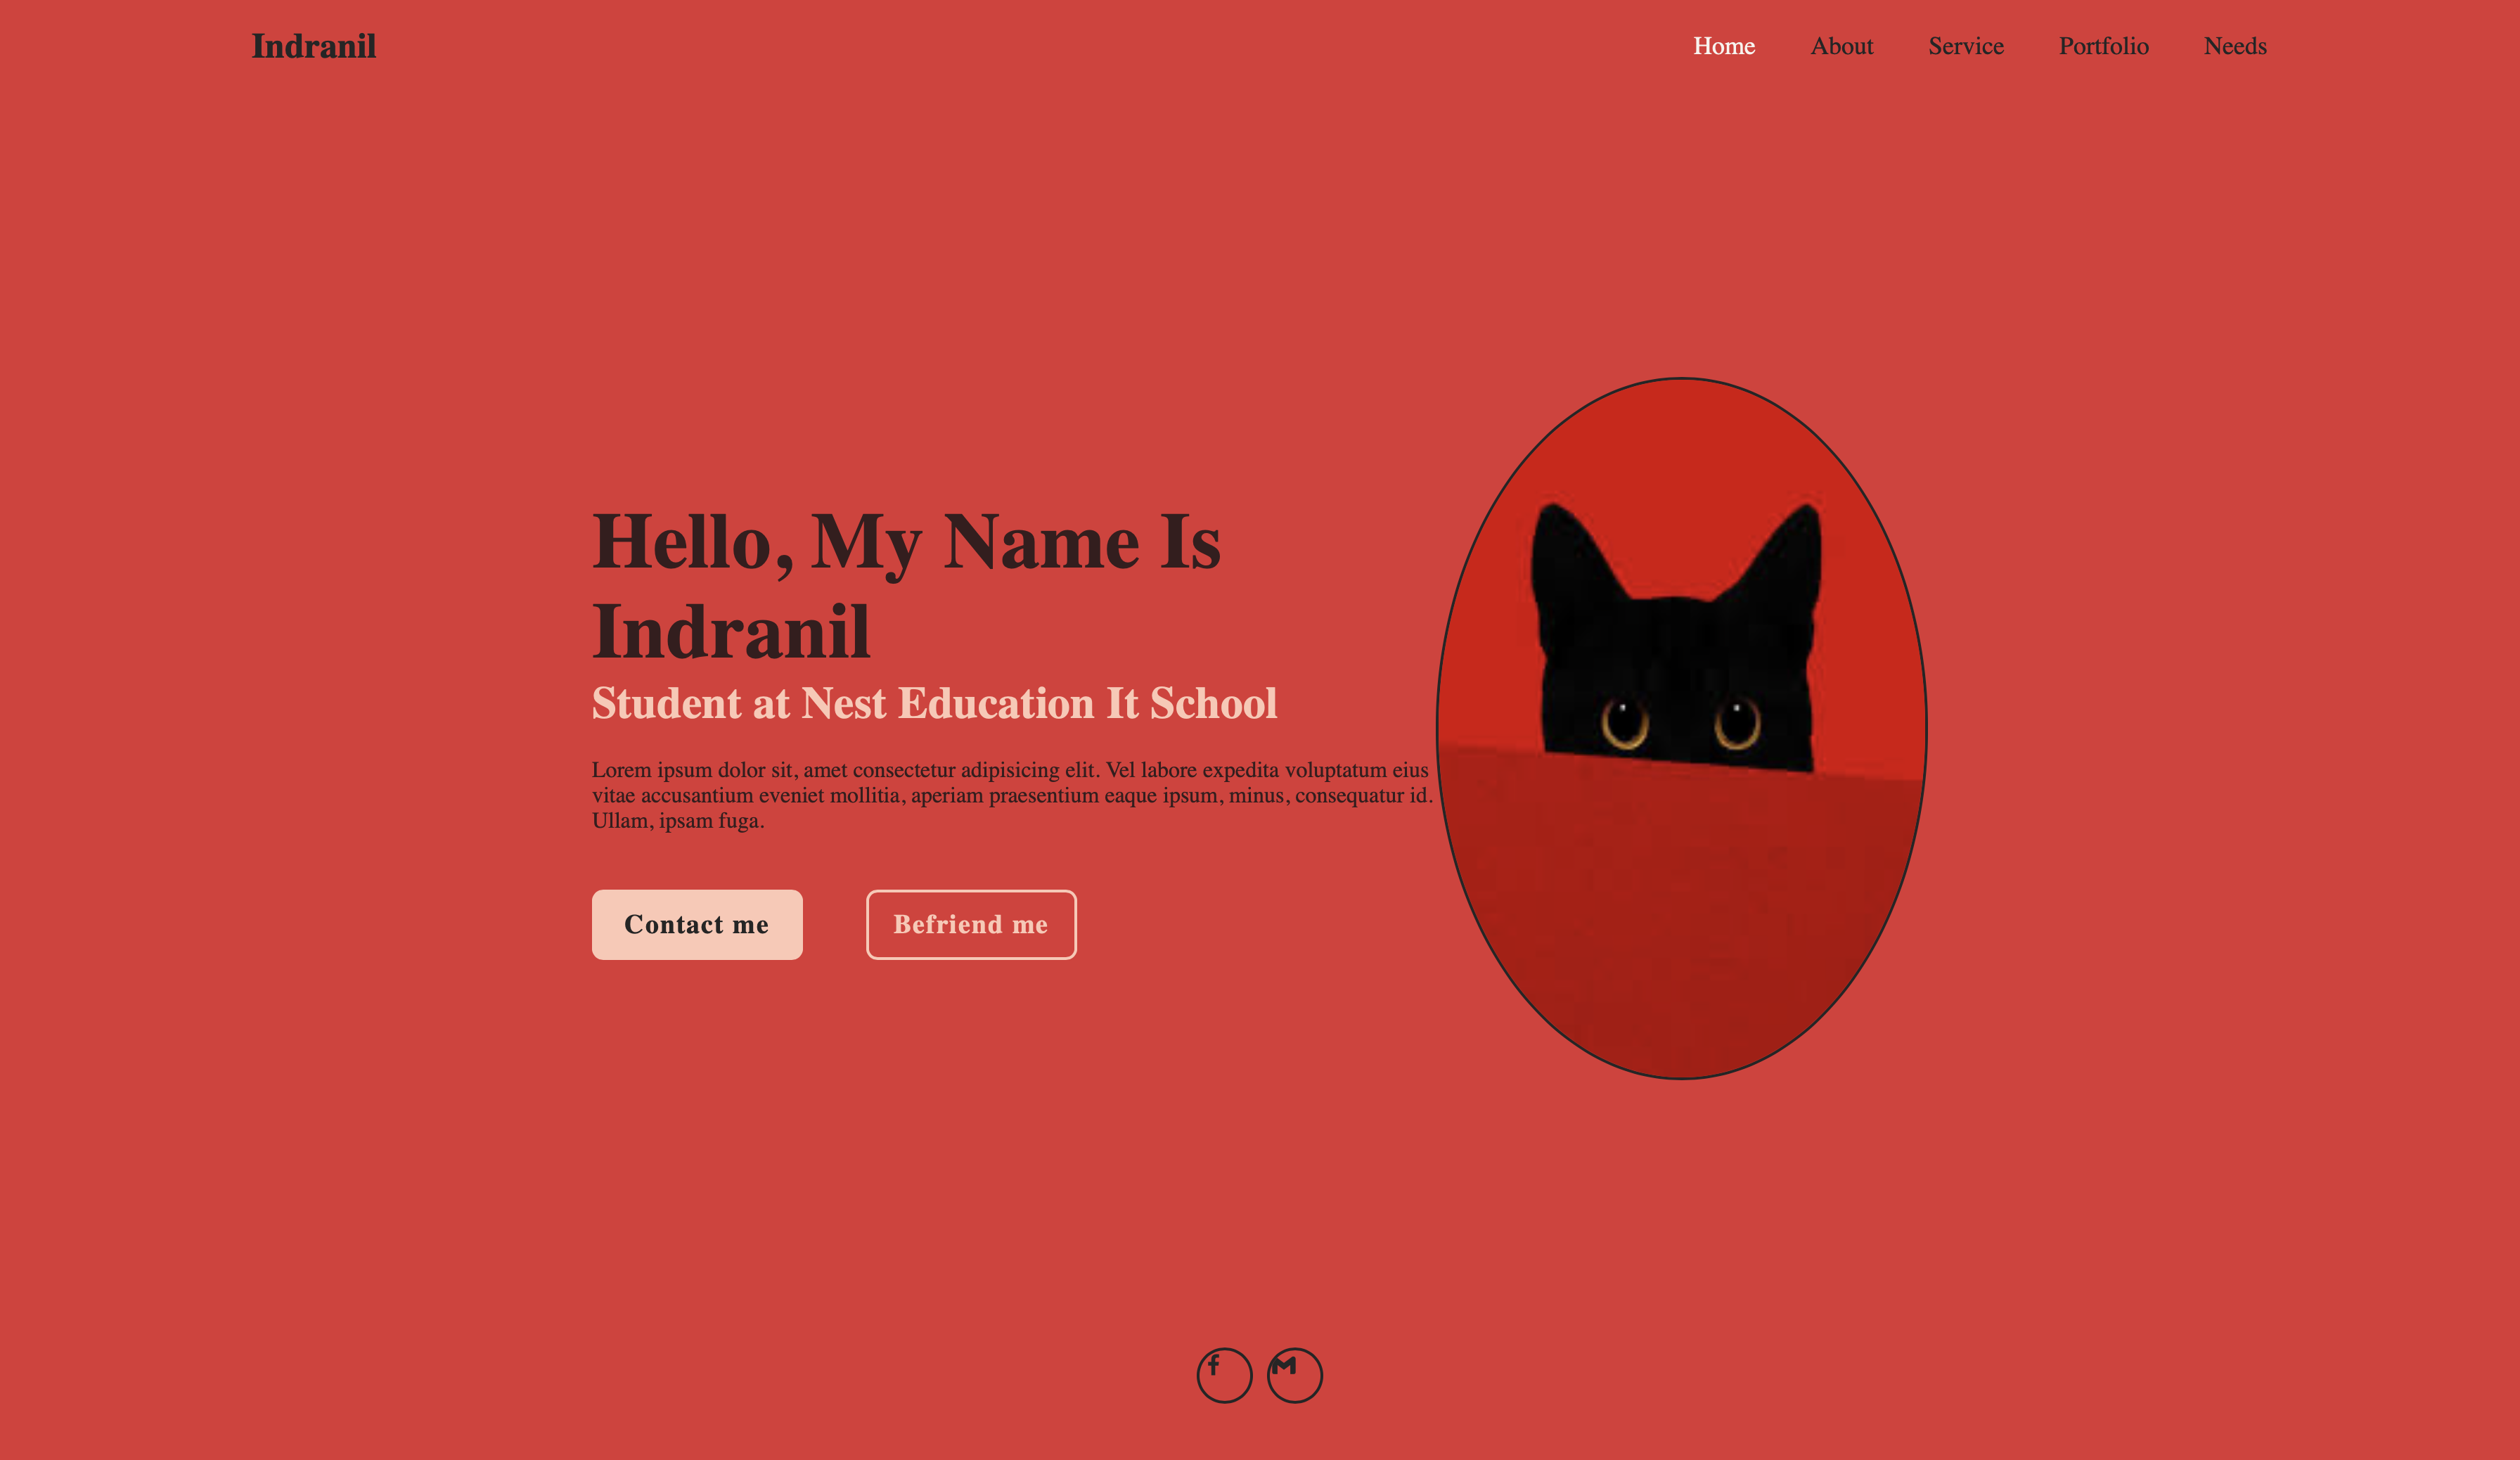 Indranil
Home About Service Portfolio Needs
Hello, My Name Is
Indranil
Student at Nest Education It School
Lorem ipsum dolor sit, amet consectetur adipisicing elit. Vel labore expedita voluptatum eius
vitae accusantium eveniet mollitia, aperiam praesentium eaque ipsum, minus, consequatur id.
Ullam, ipsam fuga.
Contact me
Befriend me